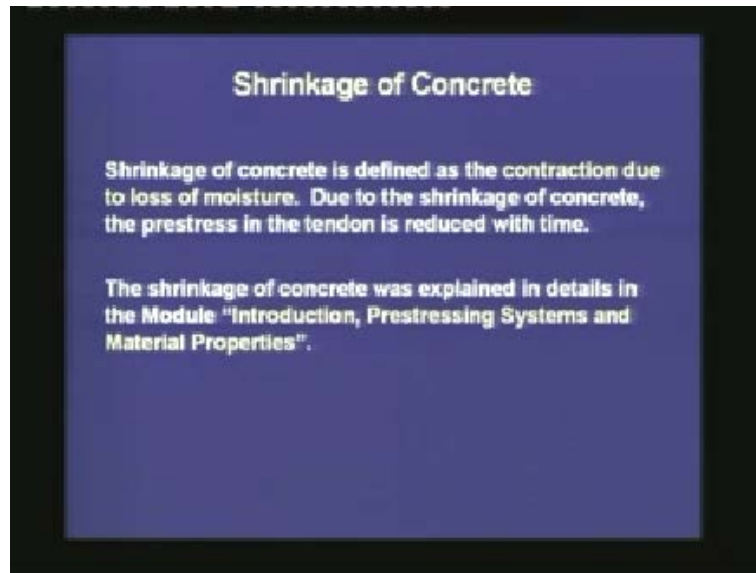 Shrinkage of Concrete
Shrinkage of concrete is defined as the contraction due
to loss of moisture. Due to the shrinkage of concrete,
the prestress in the tendon is reduced with time.
The shrinkage of concrete was explained in details in
the Module "Introduction, Prestressing Systems and
Material Properties".